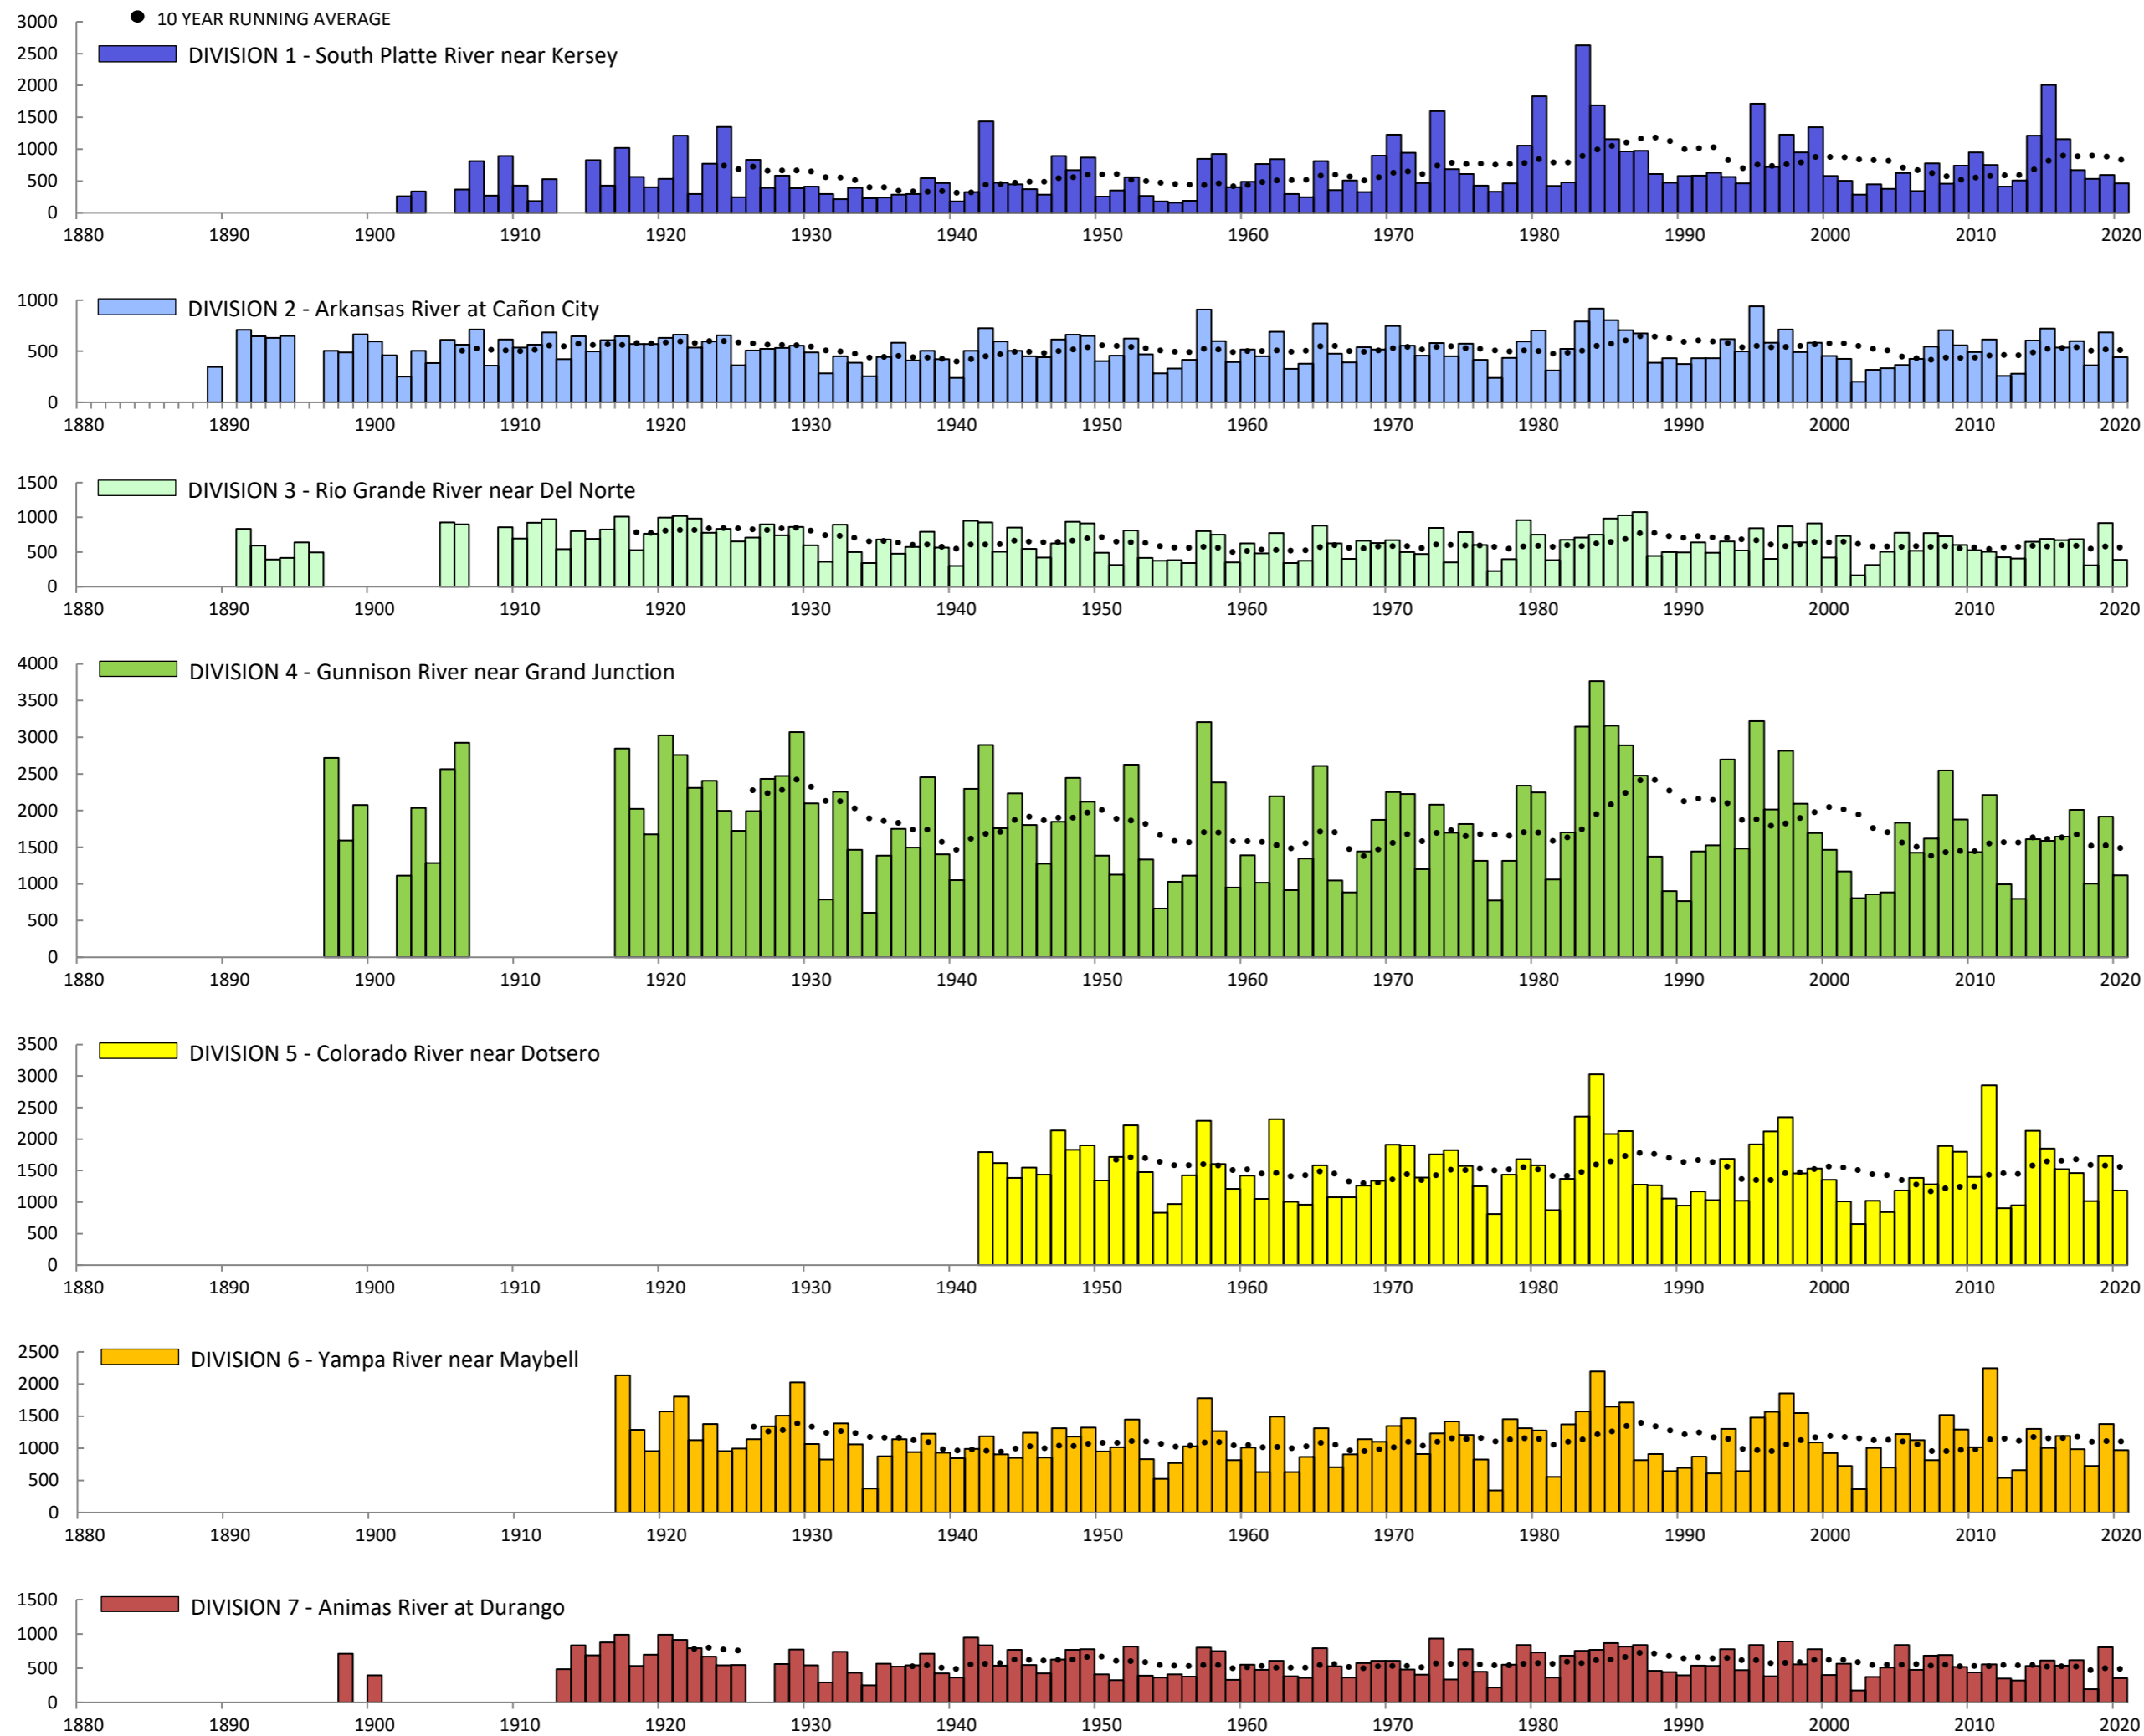 10 YEAR RUNNING AVERAGE
3000
DIVISION 1 - South Platte River near Kersey
2500
2000
1500
1000
500
0
1880 1890 1900 1910 1920 1930 1940 1950 1960 1970 1980 1990 2000 2010 2020
1000
DIVISION 2 - Arkansas River at Cañon City
500
0
1880 1890 1900 1910 1920 1930 1940 1950 1960 1970 1980 1990 2000 2010 2020
1500
DIVISION 3 - Rio Grande River near Del Norte
1000
500
0
1880 1890 1900 1910 1920 1930 1940 1950 1960 1970 1980 1990 2000 2010 2020
4000
DIVISION 4 - Gunnison River near Grand Junction
3500
3000
2500
2000
1500
1000
500
0
1880 1890 1900 1910 1920 1930 1940 1950 1960 1970 1980 1990 2000 2010 2020
3500
DIVISION 5 - Colorado River near Dotsero
3000
2500
2000
1500
1000
500
0
1880 1890 1900 1910 1920 1930 1940 1950 1960 1970 1980 1990 2000 2010 2020
2500
DIVISION 6 - Yampa River near Maybell
2000
1500
1000
500
0
1880 1890 1900 1910 1920 1930 1940 1950 1960 1970 1980 1990 2000 2010 2020
1500
DIVISION 7 - Animas River at Durango
1000
500
0
1880 1890 1900 1910 1920 1930 1940 1950 1960 1970 1980 1990 2000 2010 2020